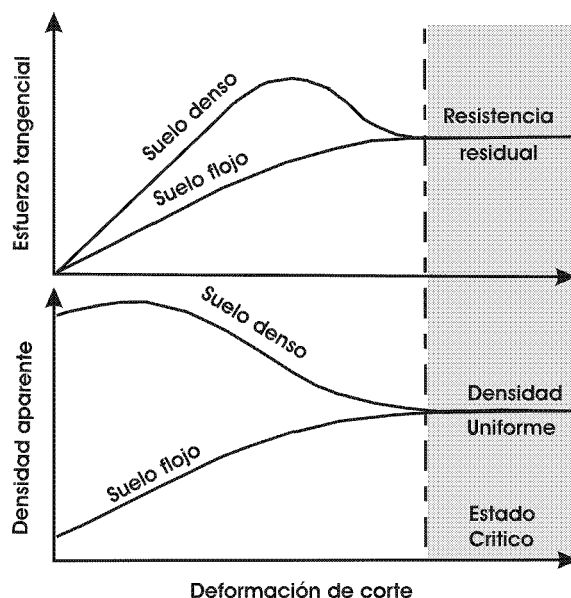 Esfuerzo tangencial
Suelo denso
Suelo flojo
Resistencia
residual
Densidad aparente
Suelo denso
Suelo flojo
Densidad
Uniforme
Estado
Critico
Deformación de corte